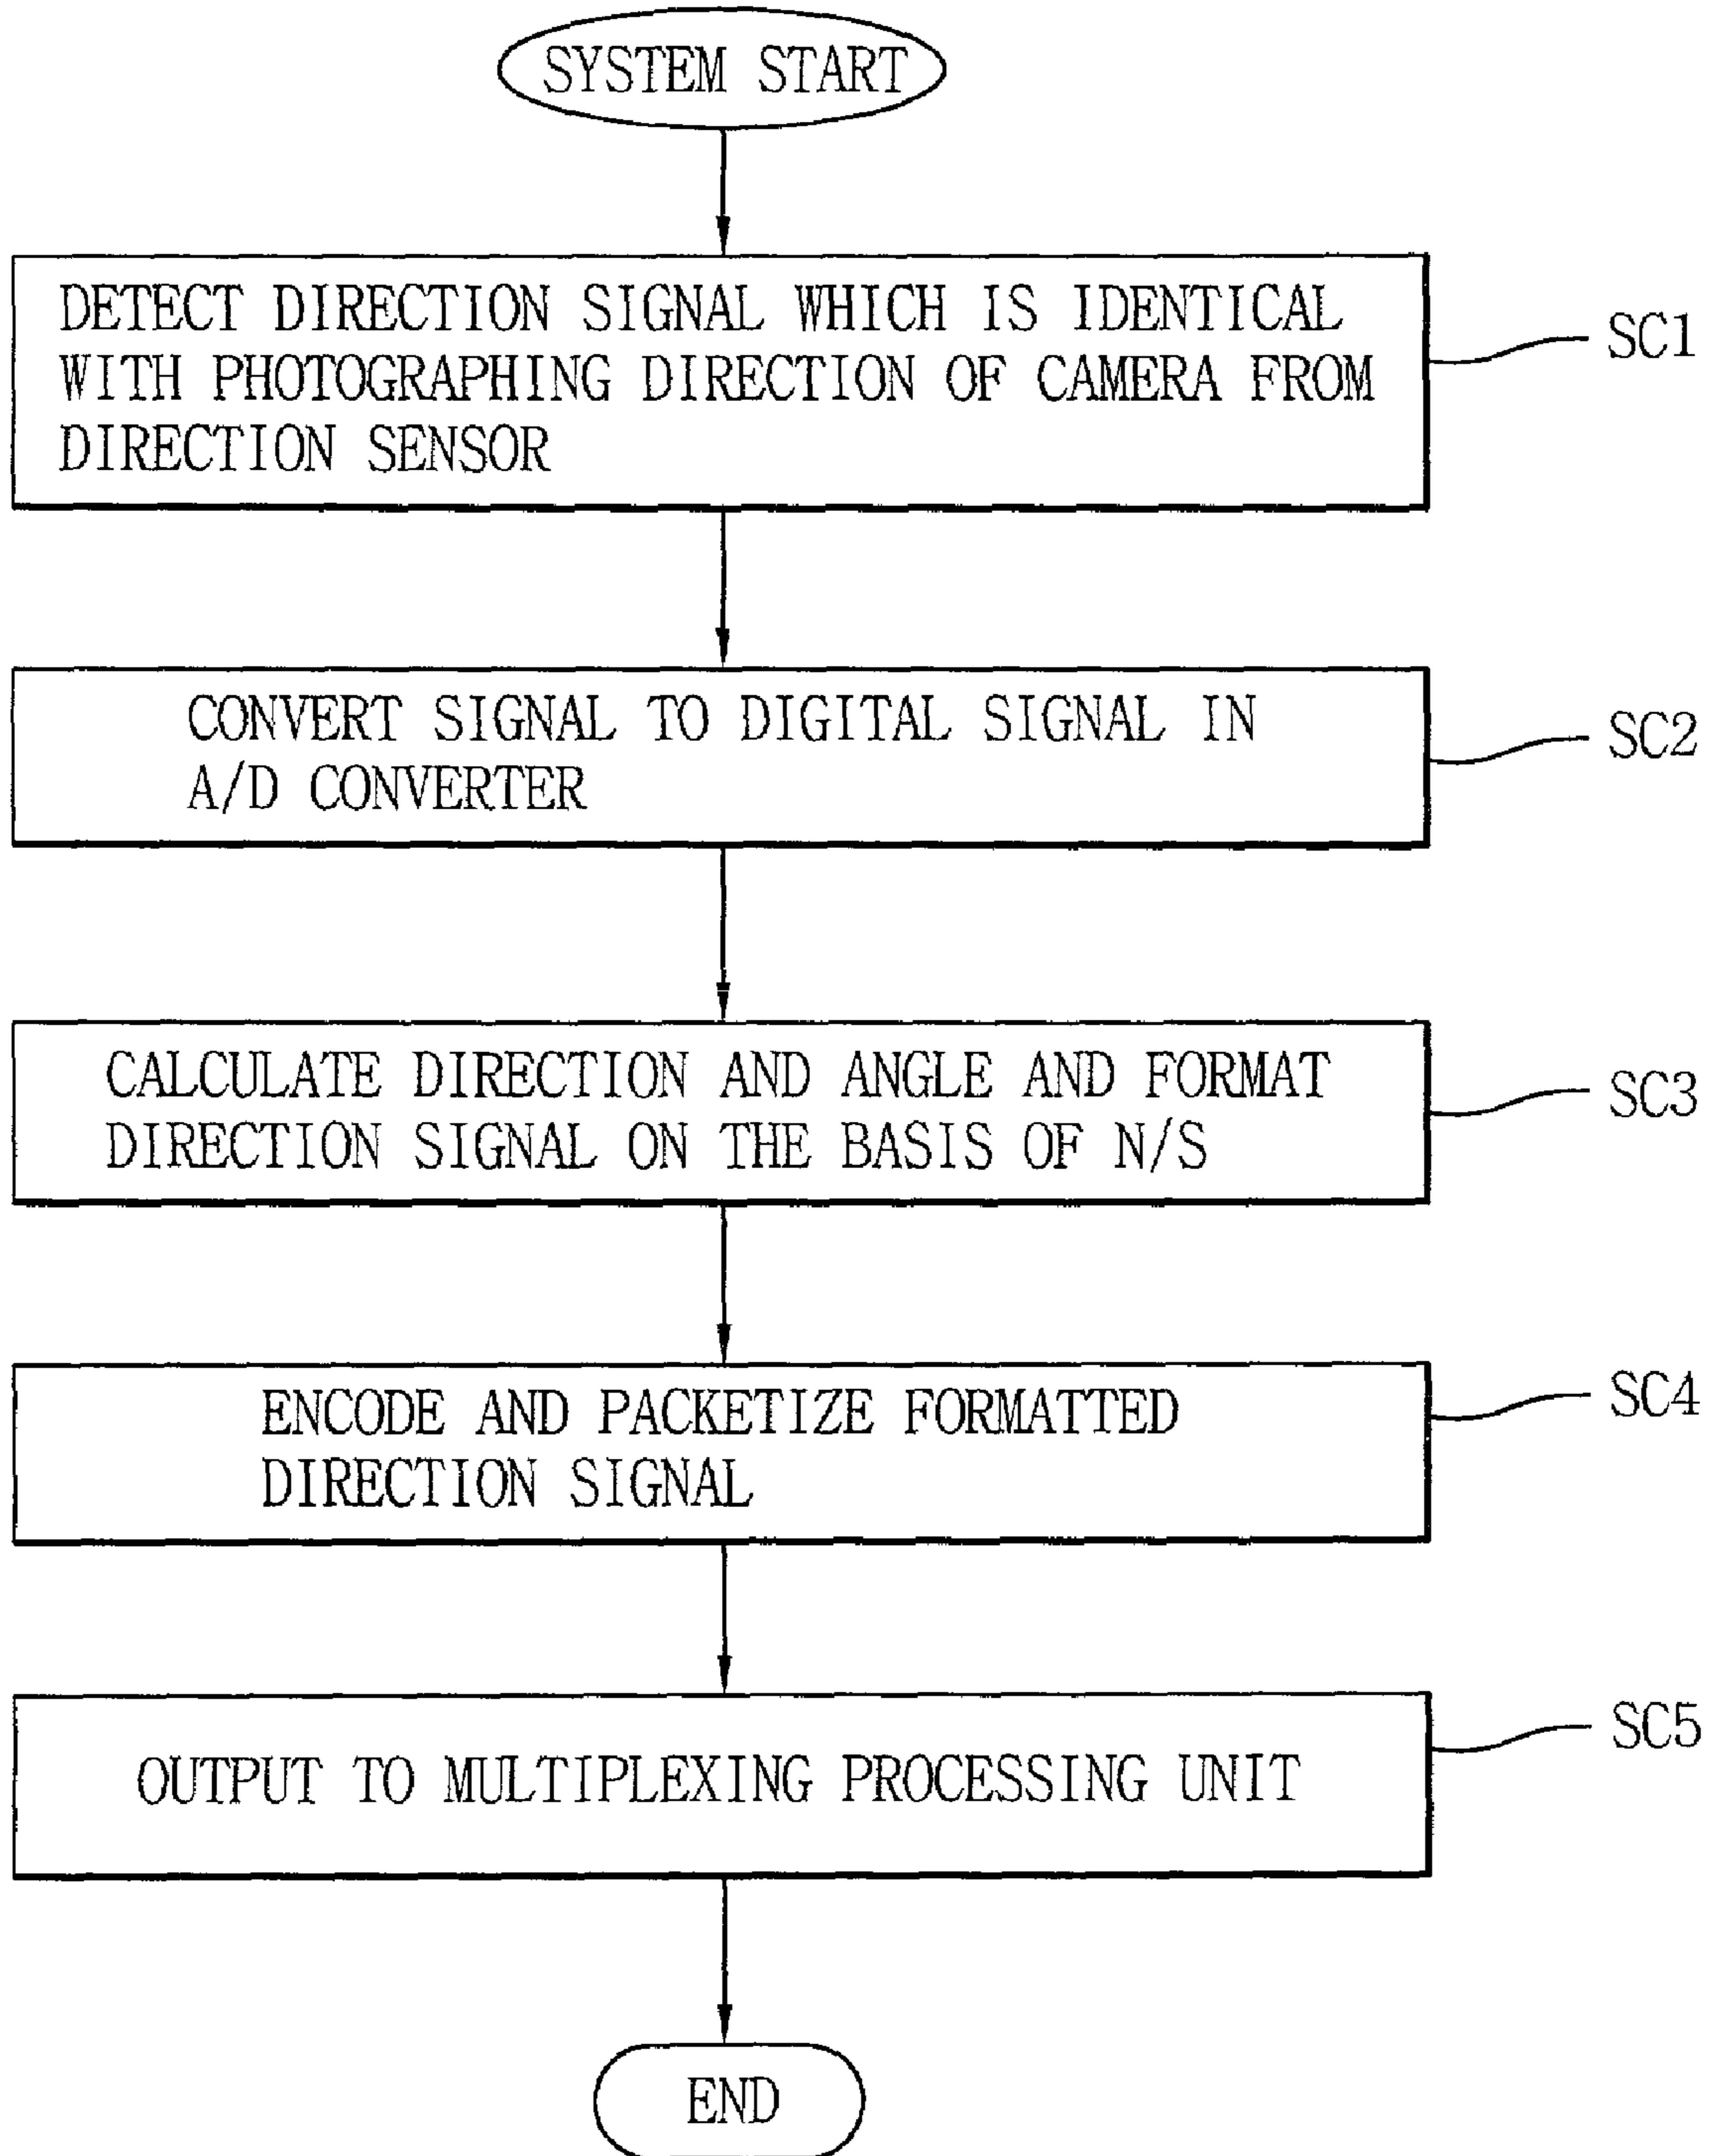 SYSTEM START
DETECT DIRECTION SIGNAL WHICH IS IDENTICAL
WITH PHOTOGRAPHING DIRECTION OF CAMERA FROM
DIRECTION SENSOR
SC1
CONVERT SIGNAL TO DIGITAL SIGNAL IN
A/D CONVERTER
SC2
CALCULATE DIRECTION AND ANGLE AND FORMAT
DIRECTION SIGNAL ON THE BASIS OF N/S
SC3
ENCODE AND PACKETIZE FORMATTED
DIRECTION SIGNAL
SC4
OUTPUT TO MULTIPLEXING PROCESSING UNIT
SC5
END